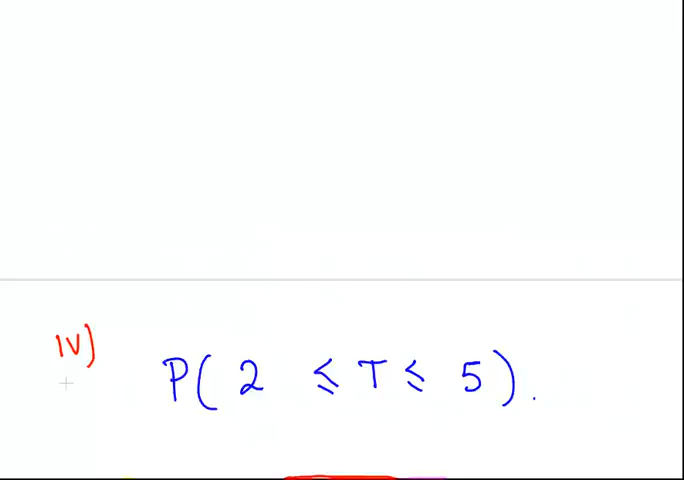 iv) P( 2 ≤ T ≤ 5 ).